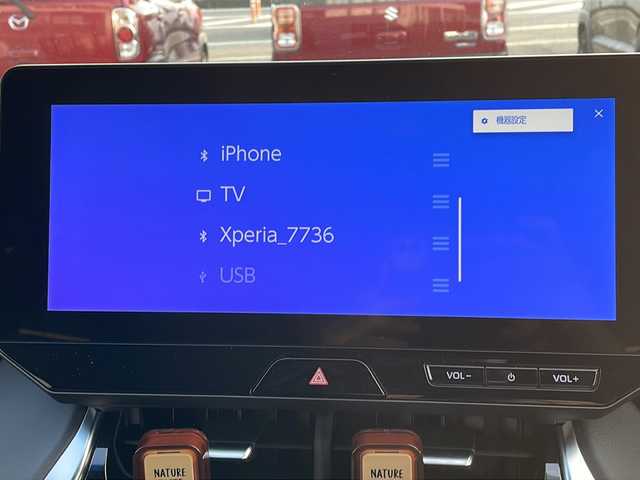 機器設定
iPhone
TV
Xperia_7736
USB
VOL-
VOL+
NATURE
NATURE